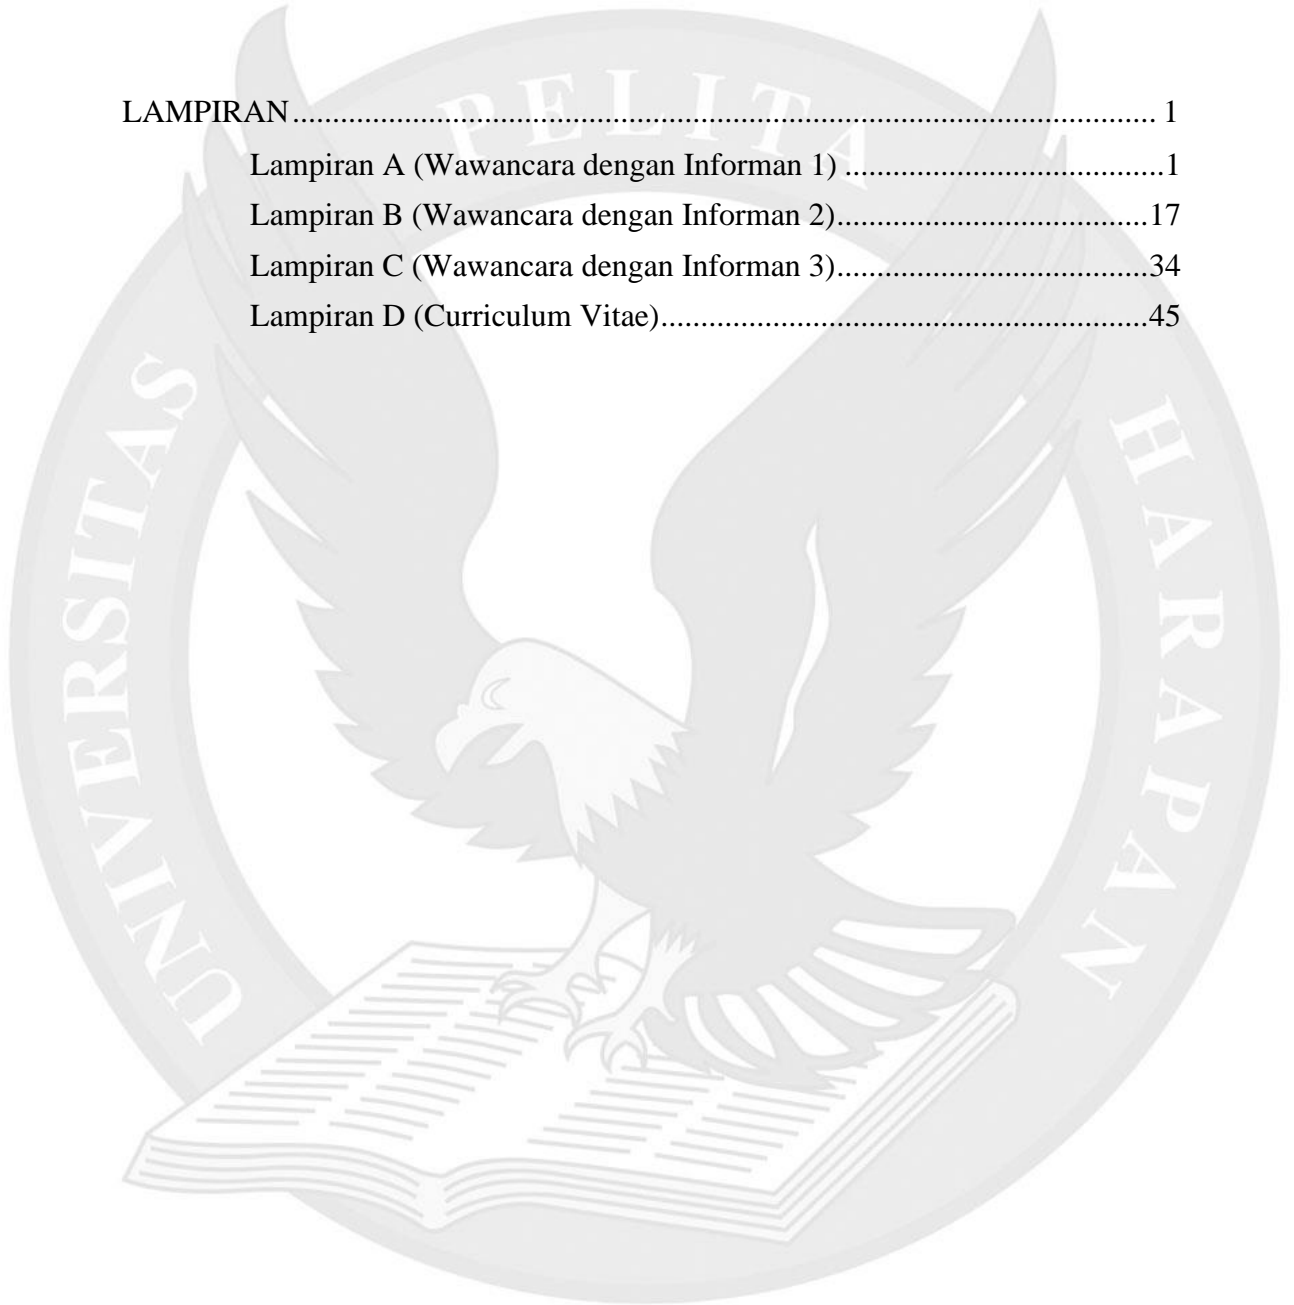 LAMPIRAN........................................................................................................... 1
Lampiran A (Wawancara dengan Informan 1) .......................................1
Lampiran B (Wawancara dengan Informan 2)......................................17
Lampiran C (Wawancara dengan Informan 3)......................................34
Lampiran D (Curriculum Vitae)...........................................................45
UNIVERSITAS PELITA HARAPAN